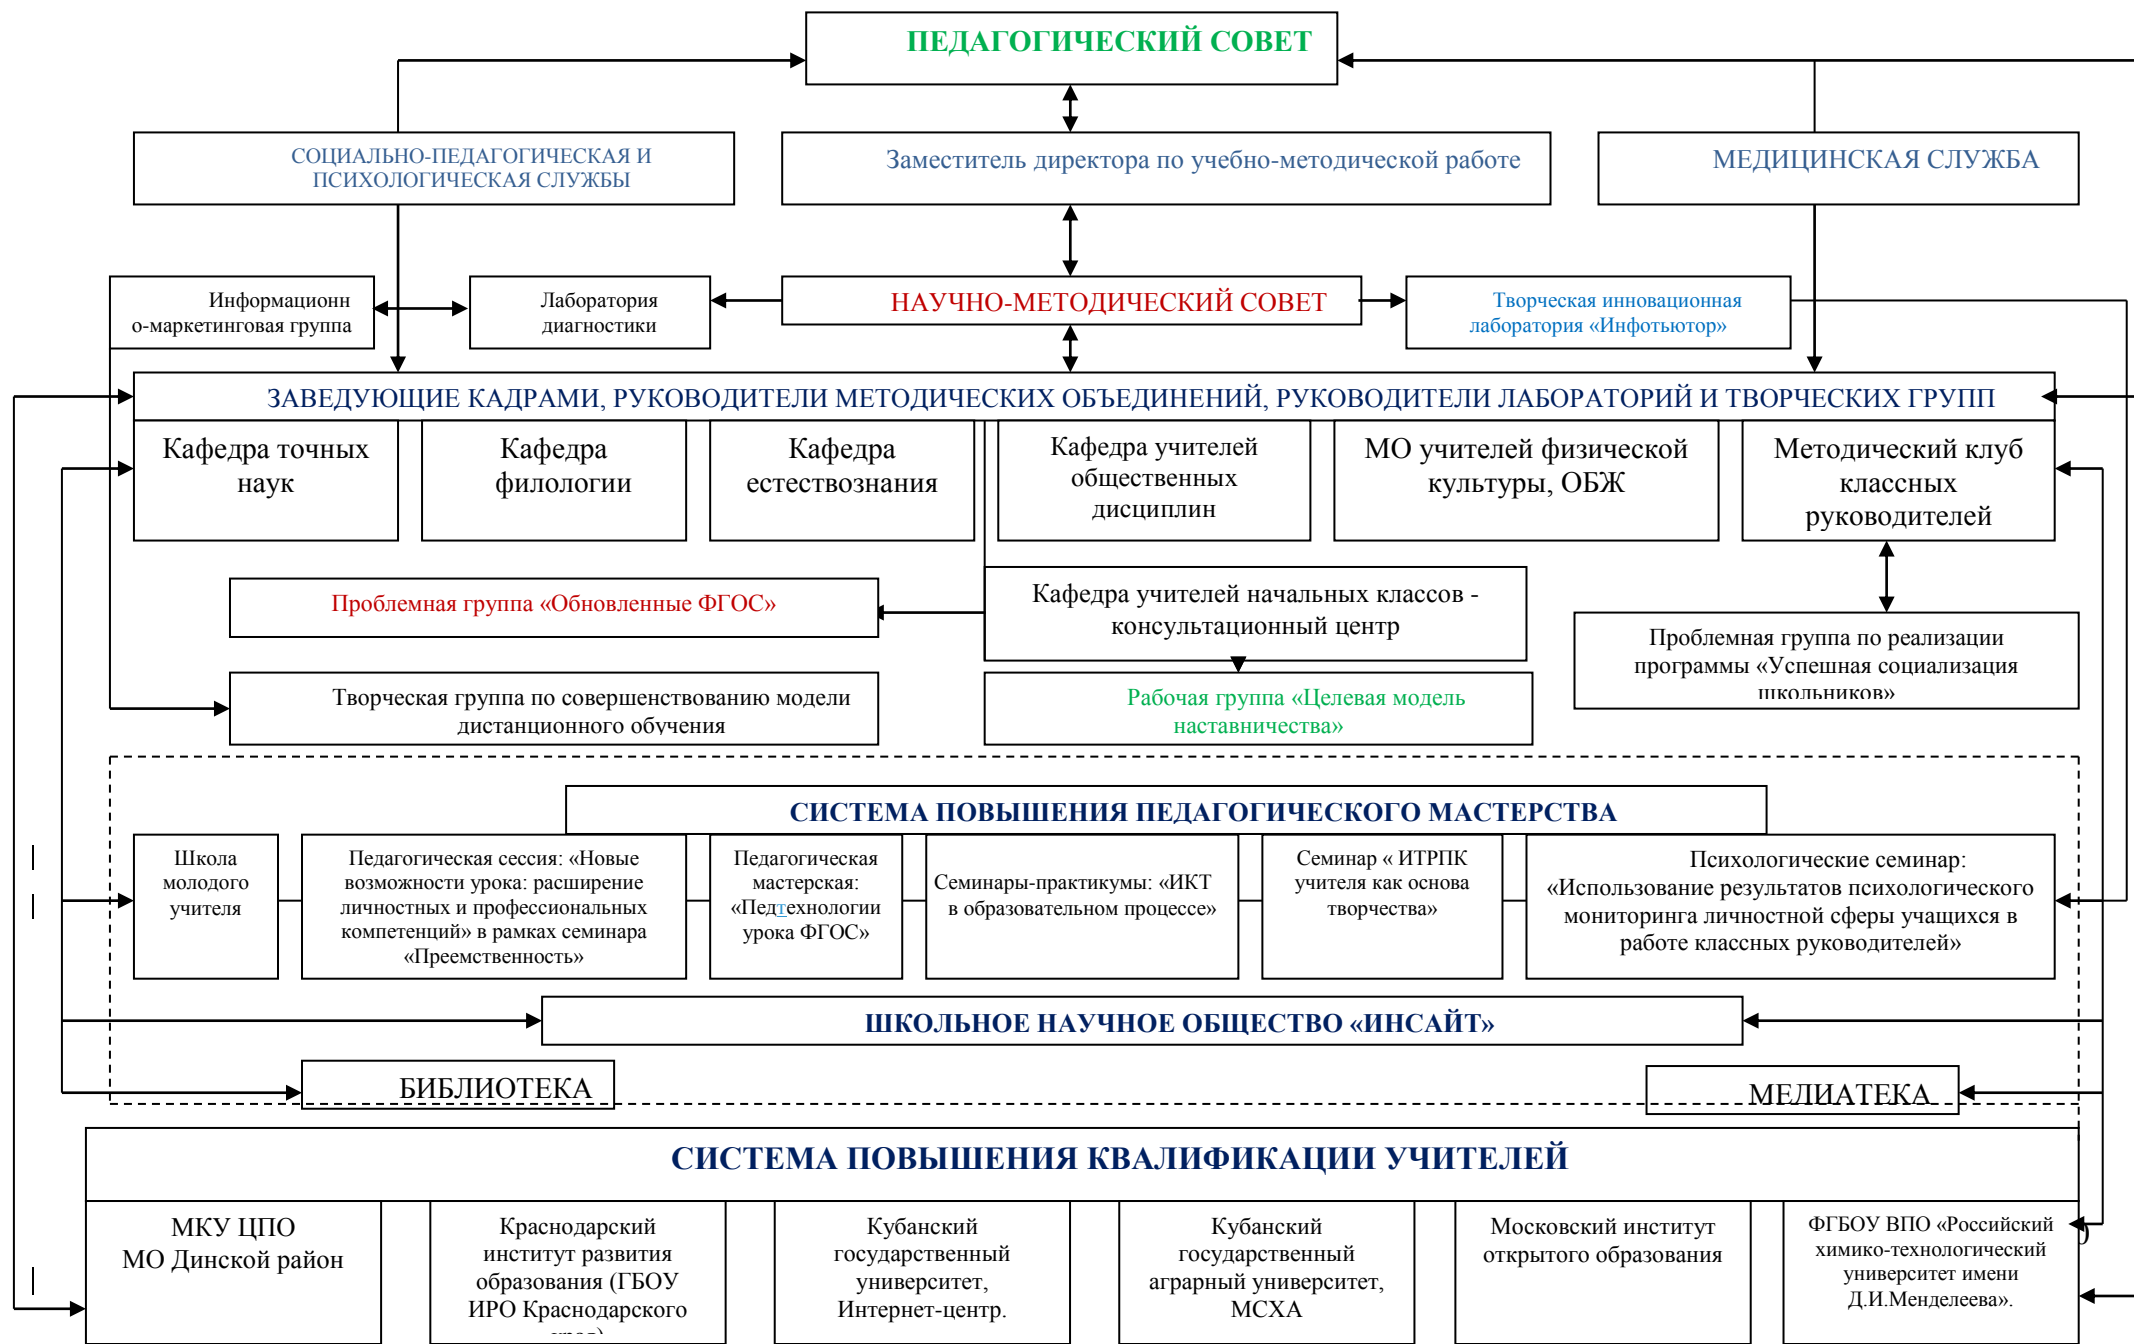 ПЕДАГОГИЧЕСКИЙ СОВЕТ
СОЦИАЛЬНО-ПЕДАГОГИЧЕСКАЯ И
ПСИХОЛОГИЧЕСКАЯ СЛУЖБЫ
Заместитель директора по учебно-методической работе
МЕДИЦИНСКАЯ СЛУЖБА
Информационн
о-маркетинговая группа
Лаборатория
диагностики
НАУЧНО-МЕТОДИЧЕСКИЙ СОВЕТ
Творческая инновационная
лаборатория «Инфотьютор»
ЗАВЕДУЮЩИЕ КАДРАМИ, РУКОВОДИТЕЛИ МЕТОДИЧЕСКИХ ОБЪЕДИНЕНИЙ, РУКОВОДИТЕЛИ ЛАБОРАТОРИЙ И ТВОРЧЕСКИХ ГРУПП
Кафедра точных
наук
Кафедра
филологии
Кафедра
естествознания
Кафедра учителей
общественных
дисциплин
МО учителей физической
культуры, ОБЖ
Методический клуб
классных
руководителей
Проблемная группа «Обновленные ФГОС»
Кафедра учителей начальных классов -
консультационный центр
Проблемная группа по реализации
программы «Успешная социализация
школьников»
Творческая группа по совершенствованию модели
дистанционного обучения
Рабочая группа «Целевая модель
наставничества»
СИСТЕМА ПОВЫШЕНИЯ ПЕДАГОГИЧЕСКОГО МАСТЕРСТВА
Школа
молодого
учителя
Педагогическая сессия: «Новые
возможности урока: расширение
личностных и профессиональных
компетенций» в рамках семинара
«Преемственность»
Педагогическая
мастерская:
«Педтехнологии
урока ФГОС»
Семинары-практикумы: «ИКТ
в образовательном процессе»
Семинар « ИТРПК
учителя как основа
творчества»
Психологические семинар:
«Использование результатов психологического
мониторинга личностной сферы учащихся в
работе классных руководителей»
ШКОЛЬНОЕ НАУЧНОЕ ОБЩЕСТВО «ИНСАЙТ»
БИБЛИОТЕКА
МЕДИАТЕКА
СИСТЕМА ПОВЫШЕНИЯ КВАЛИФИКАЦИИ УЧИТЕЛЕЙ
МКУ ЦПО
МО Динской район
Краснодарский
институт развития
образования (ГБОУ
ИРО Краснодарского
Кубанский
государственный
университет,
Интернет-центр.
Кубанский
государственный
аграрный университет,
МСХА
Московский институт
открытого образования
ФГБОУ ВПО «Российский
химико-технологический
университет имени
Д.И.Менделеева».